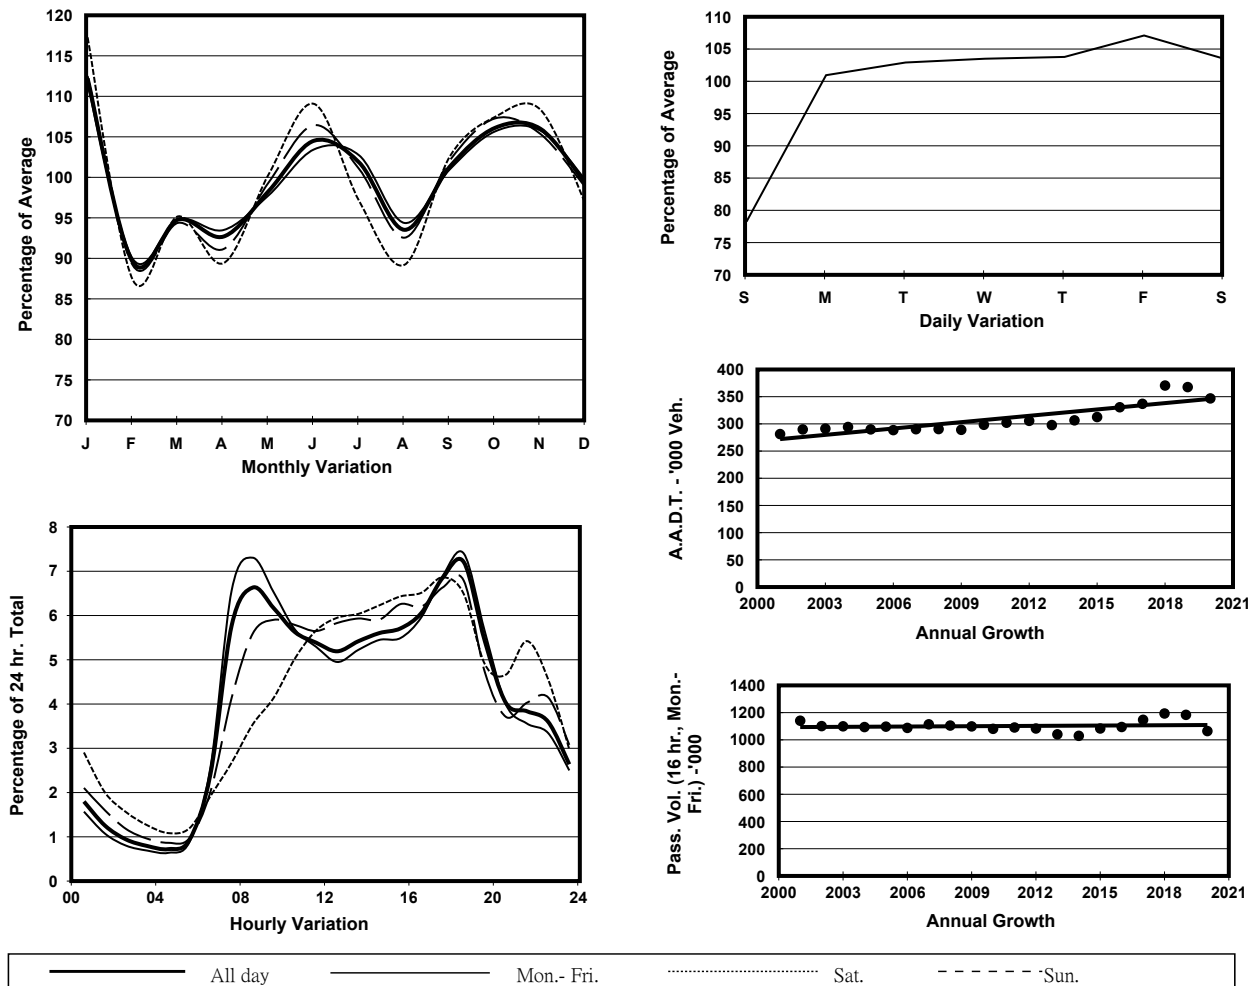 120
115
110
105
100
95
90
85
80
75
70
Percentage of Average
J F M A M J J A S O N D
Monthly Variation
110
105
100
95
90
85
80
75
70
Percentage of Average
S M T W T F S
Daily Variation
400
350
300
250
200
150
100
50
0
A.A.D.T. - '000 Veh.
2000 2003 2006 2009 2012 2015 2018 2021
Annual Growth
8
7
6
5
4
3
2
1
0
Percentage of 24 hr. Total
00 04 08 12 16 20 24
Hourly Variation
1400
1200
1000
800
600
400
200
0
Pass. Vol. (16 hr., Mon.-
Fri.) -'000
2000 2003 2006 2009 2012 2015 2018 2021
Annual Growth
All day Mon.- Fri. Sat. Sun.